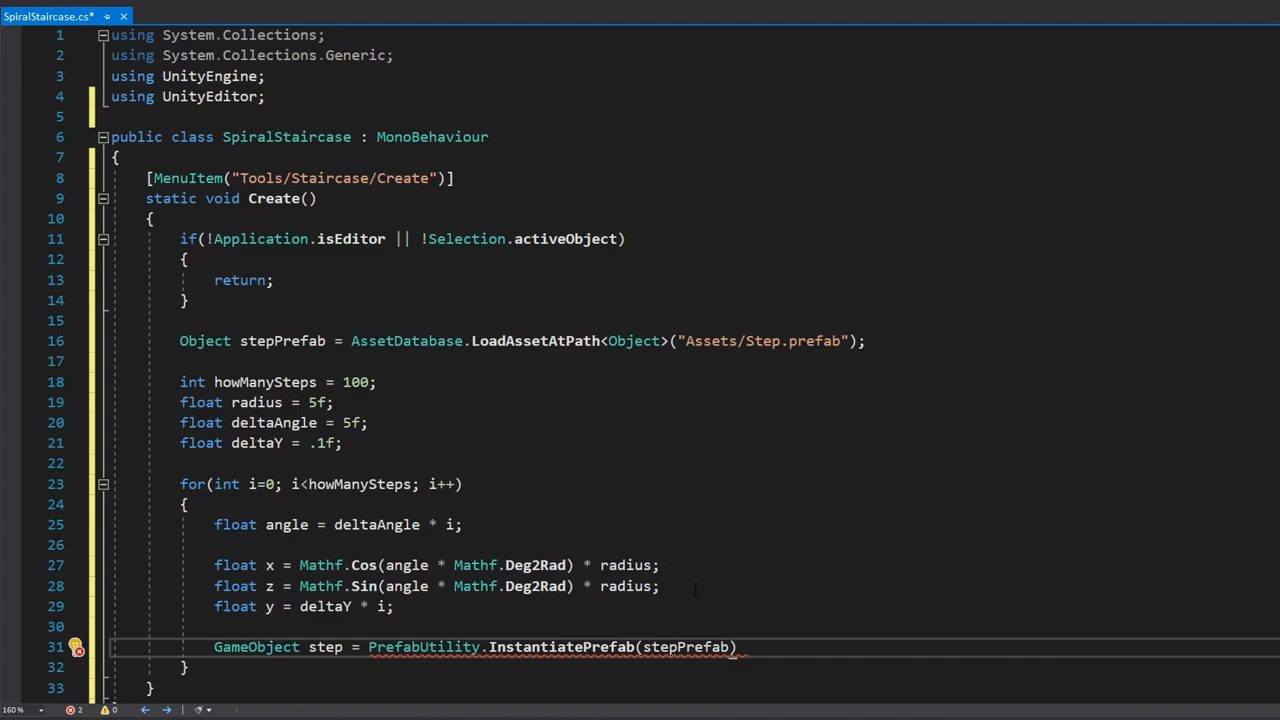 SpiralStaircase.cs*
1 using System.Collections;
2 using System.Collections.Generic;
3 using UnityEngine;
4 using UnityEditor;
5
6 public class SpiralStaircase : MonoBehaviour
7 {
8 [MenuItem("Tools/Staircase/Create")]
9 static void Create()
10 {
11 if(!Application.isEditor || !Selection.activeObject)
12 {
13 return;
14 }
15
16 Object stepPrefab = AssetDatabase.LoadAssetAtPath<Object>("Assets/Step.prefab");
17
18 int howManySteps = 100;
19 float radius = 5f;
20 float deltaAngle = 5f;
21 float deltaY = .1f;
22
23 for(int i=0; i<howManySteps; i++)
24 {
25 float angle = deltaAngle * i;
26
27 float x = Mathf.Cos(angle * Mathf.Deg2Rad) * radius;
28 float z = Mathf.Sin(angle * Mathf.Deg2Rad) * radius;
29 float y = deltaY * i;
30
31 GameObject step = PrefabUtility.InstantiatePrefab(stepPrefab)
32 }
33 }
160 % 2 0